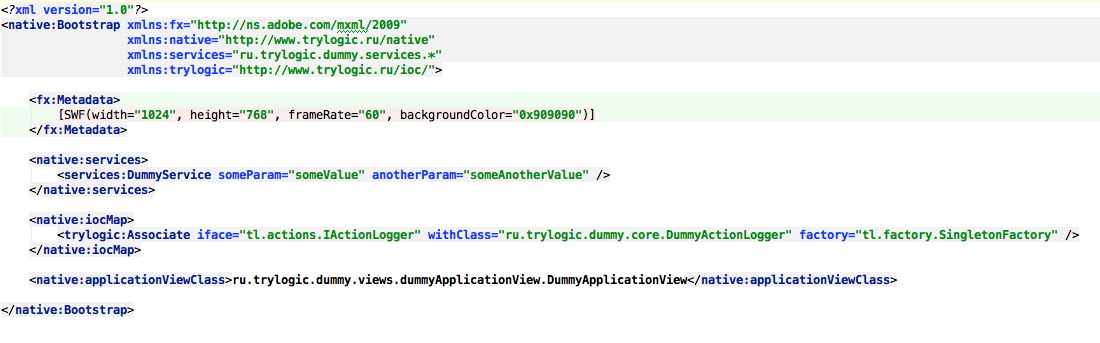 <?xml version="1.0"?>
<native:Bootstrap xmlns:fx="http://ns.adobe.com/mxml/2009"
xmlns:native="http://www.trylogic.ru/native"
xmlns:services="ru.trylogic.dummy.services.*"
xmlns:trylogic="http://www.trylogic.ru/ioc/">
<fx:Metadata>
[SWF(width="1024", height="768", frameRate="60", backgroundColor="0x909090")]
</fx:Metadata>
<native:services>
<services:DummyService someParam="someValue" anotherParam="someAnotherValue" />
</native:services>
<native:iocMap>
<trylogic:Associate iface="tl.actions.IActionLogger" withClass="ru.trylogic.dummy.core.DummyActionLogger" factory="tl.factory.SingletonFactory" />
</native:iocMap>
<native:applicationViewClass>ru.trylogic.dummy.views.dummyApplicationView.DummyApplicationView</native:applicationViewClass>
</native:Bootstrap>